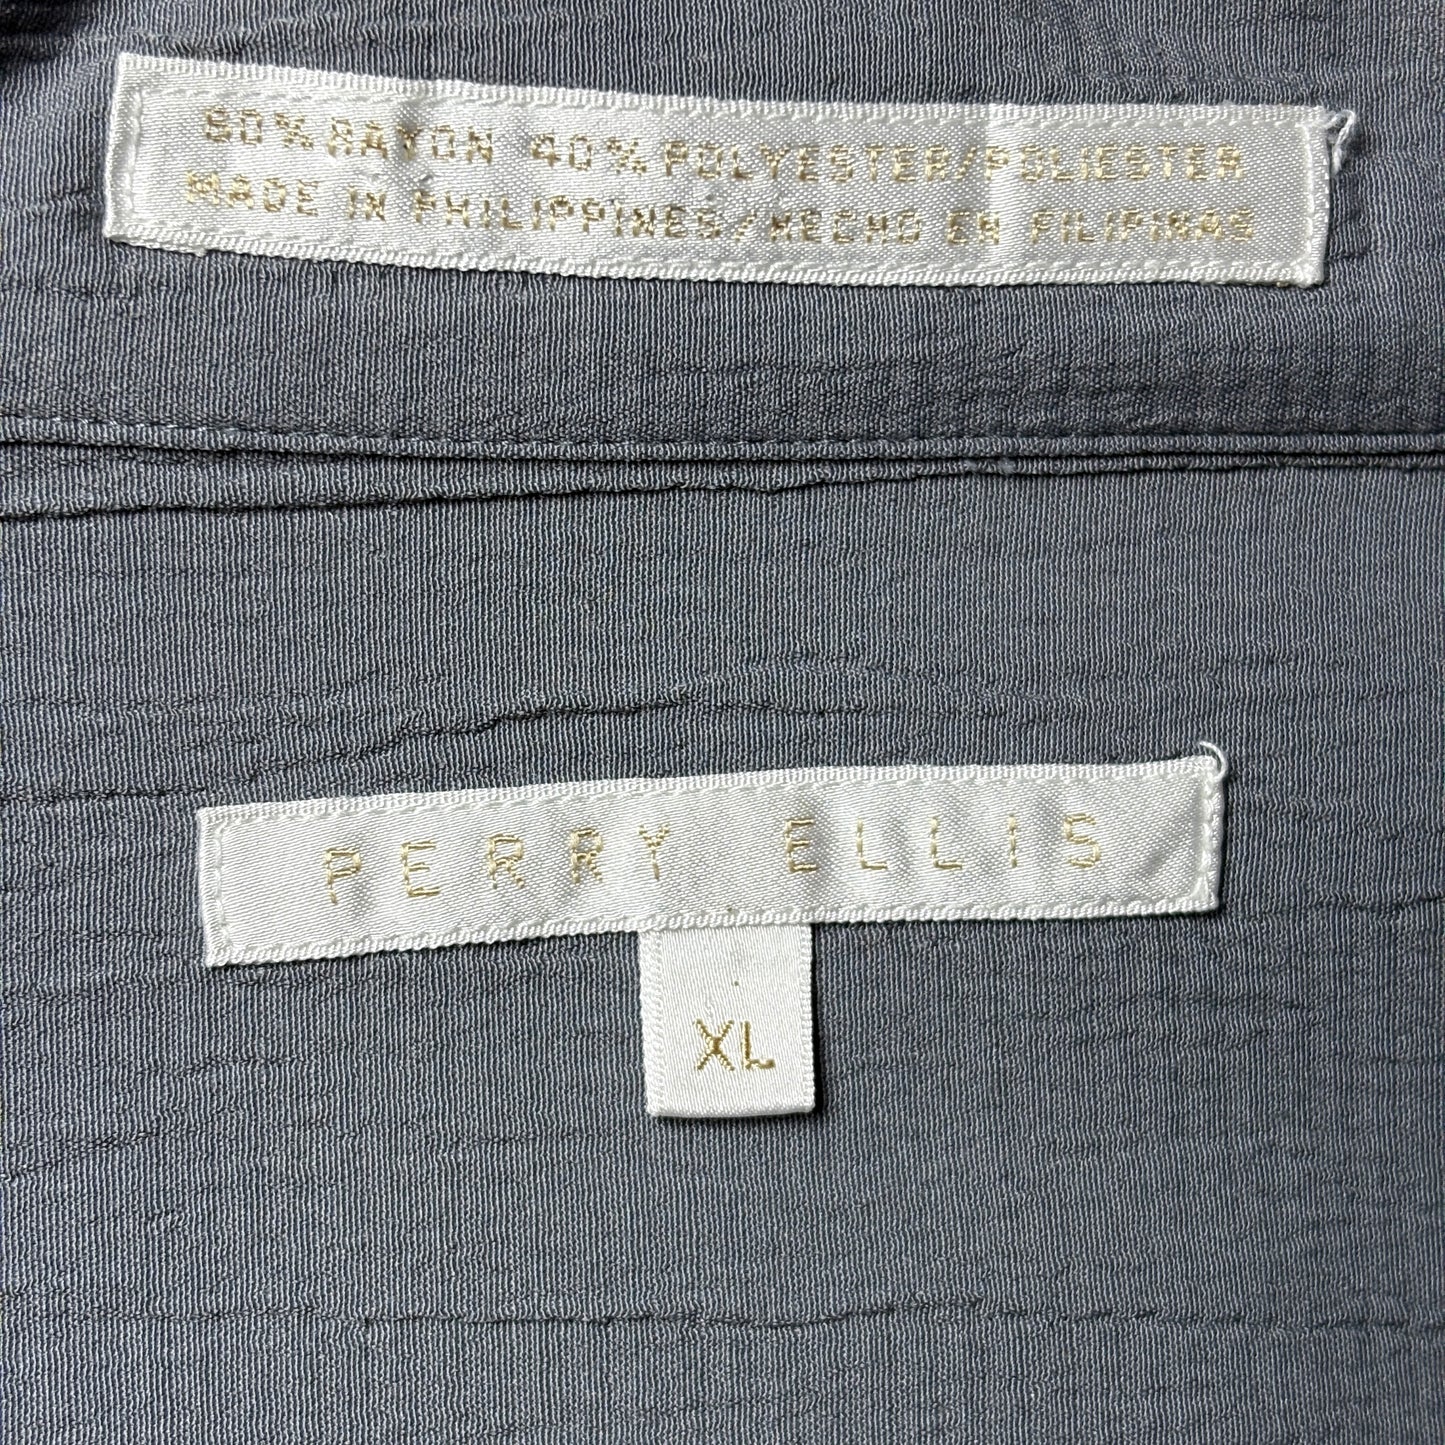 60% RAYON 40% POLYESTER/POLIESTER
MADE IN PHILIPPINES/HECHO EN FILIPINAS
PERRY ELLIS
XL